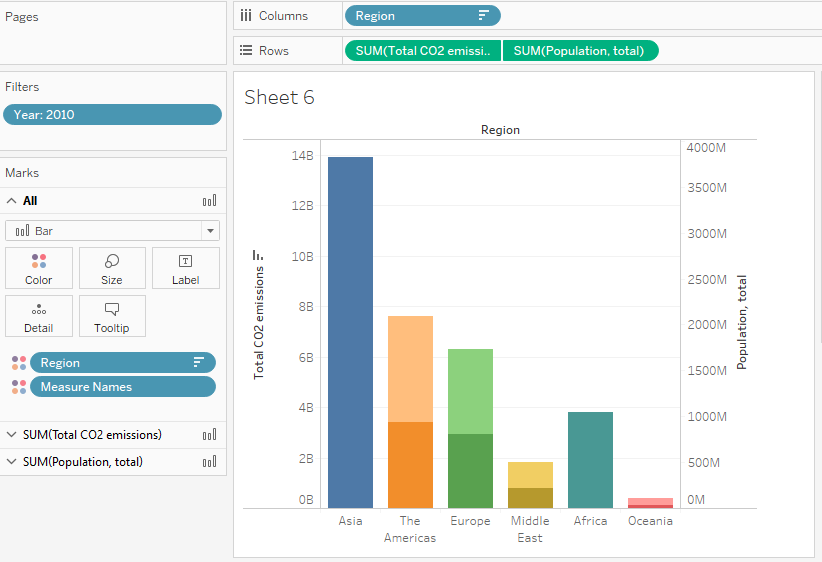 Pages
Columns
Region
Rows
SUM(Total CO2 emissi..
SUM(Population, total)
Filters
Year: 2010
Marks
All
Bar
Color
Size
Label
Detail
Tooltip
Region
Measure Names
SUM(Total CO2 emissions)
SUM(Population, total)
Sheet 6
Region
Total CO2 emissions
14B
12B
10B
8B
6B
4B
2B
0B
4000M
3500M
3000M
2500M
2000M
1500M
1000M
500M
0M
Population, total
Asia
The
Americas
Europe
Middle
East
Africa
Oceania